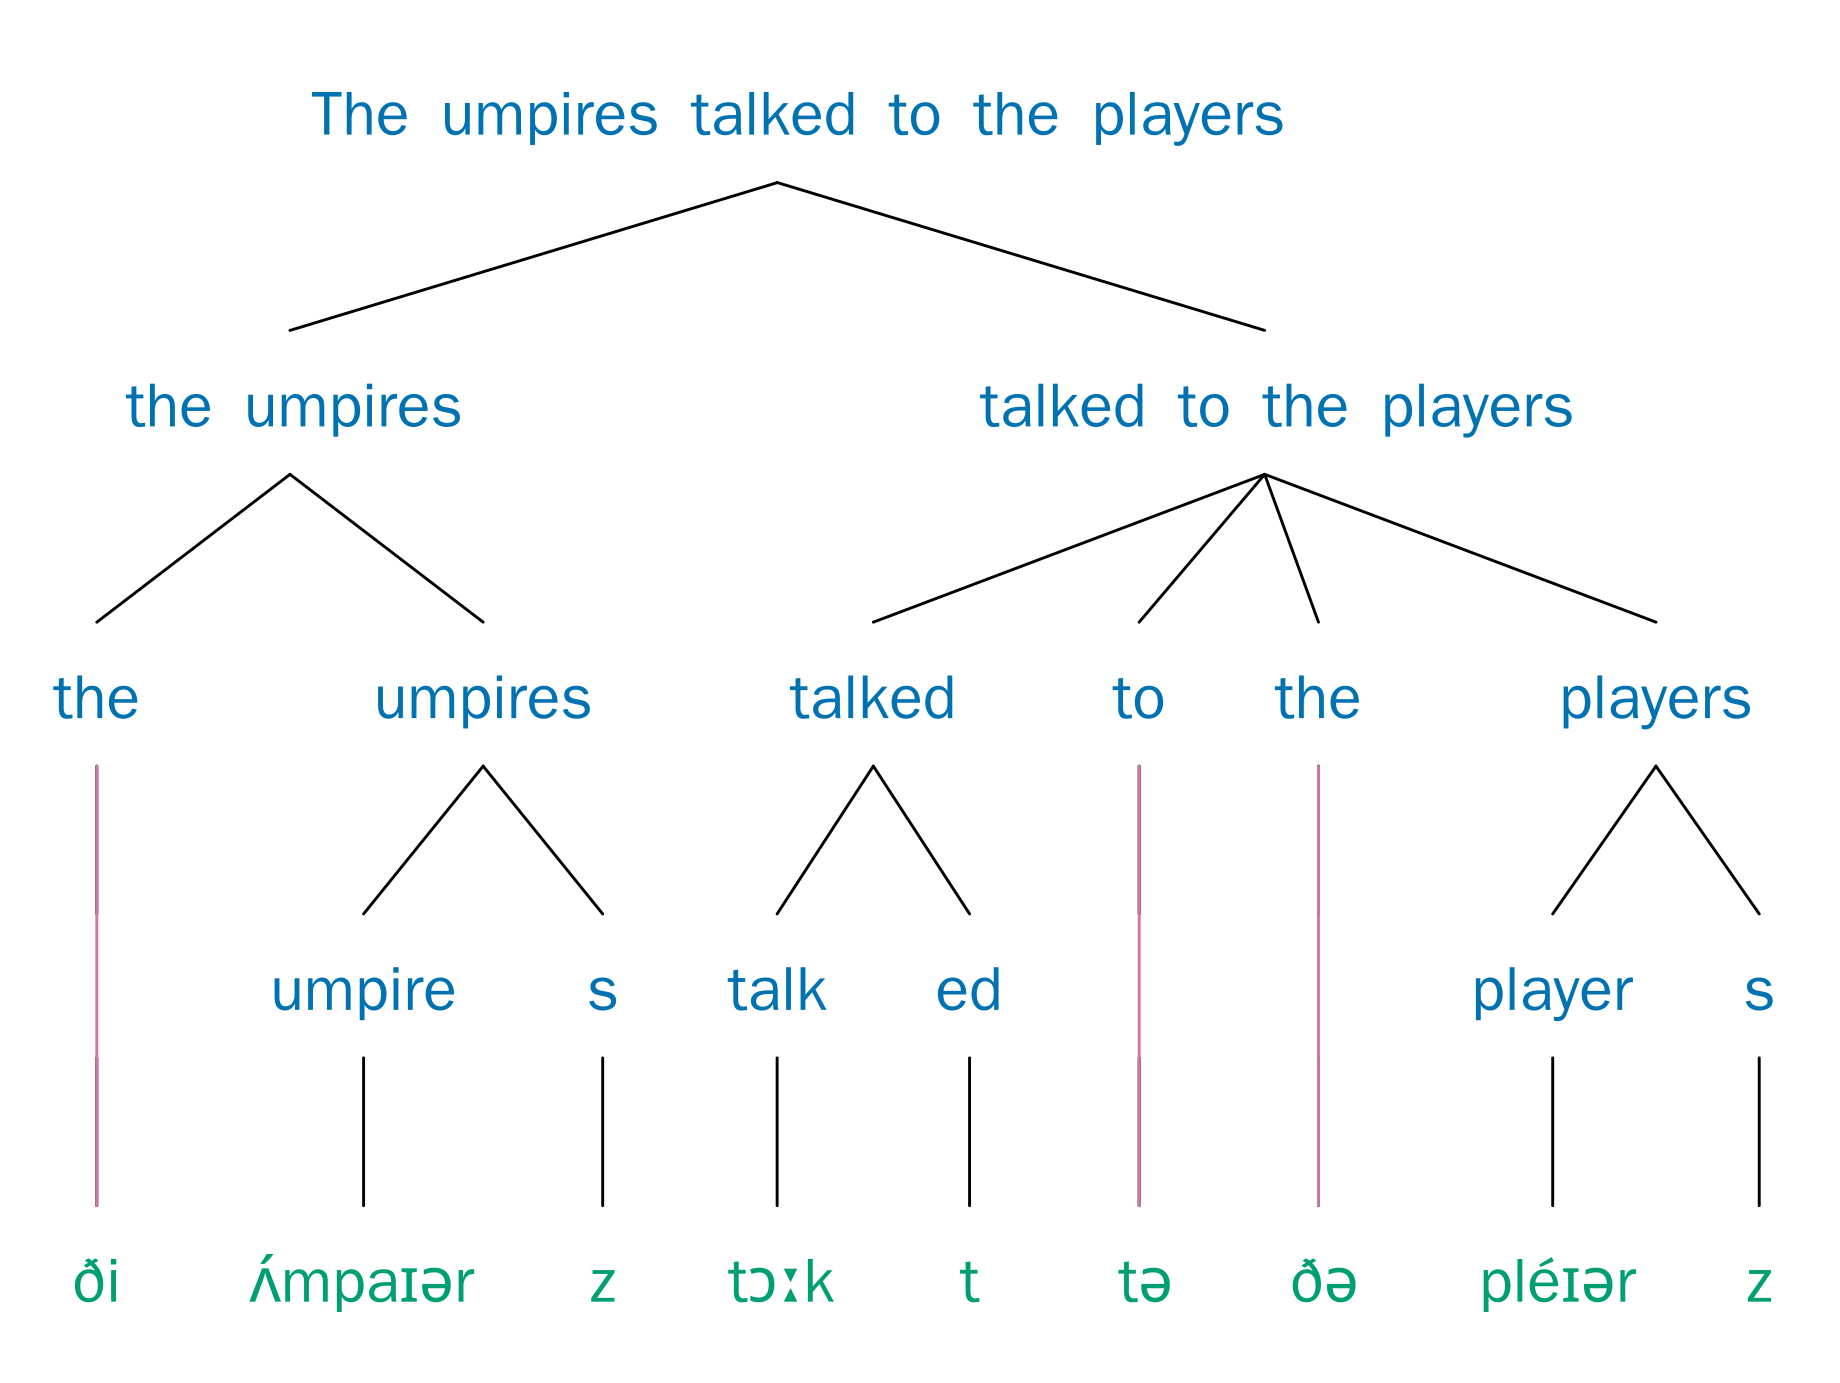 The umpires talked to the players
the umpires talked to the players
the umpires talked to the players
umpire s talk ed player s
ði ʌ́mpaɪər z tɔːk t tə ðə pléɪər z